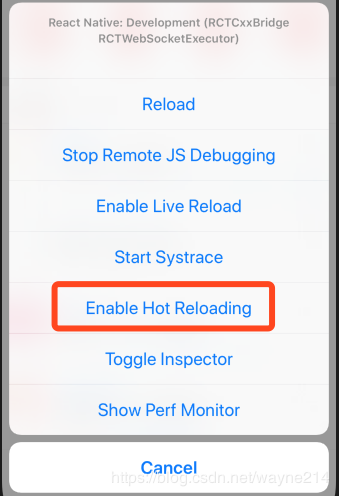 React Native: Development (RCTCxxBridge
RCTWebSocketExecutor)
Reload
Stop Remote JS Debugging
Enable Live Reload
Start Systrace
Enable Hot Reloading
Toggle Inspector
Show Perf Monitor
Cancel
https://blog.csdn.net/wayne214